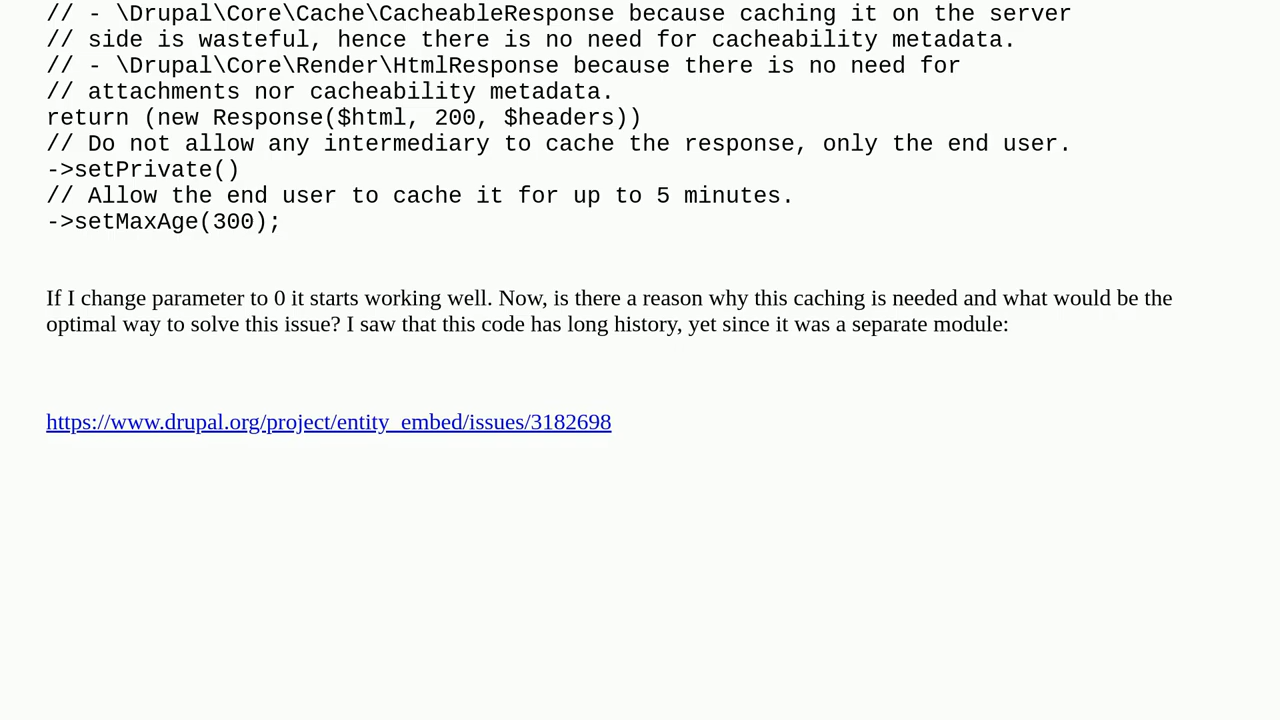 // - \Drupal\Core\Cache\CacheableResponse because caching it on the server
// side is wasteful, hence there is no need for cacheability metadata.
// - \Drupal\Core\Render\HtmlResponse because there is no need for
// attachments nor cacheability metadata.
return (new Response($html, 200, $headers))
// Do not allow any intermediary to cache the response, only the end user.
->setPrivate()
// Allow the end user to cache it for up to 5 minutes.
->setMaxAge(300);
If I change parameter to 0 it starts working well. Now, is there a reason why this caching is needed and what would be the
optimal way to solve this issue? I saw that this code has long history, yet since it was a separate module:
https://www.drupal.org/project/entity_embed/issues/3182698